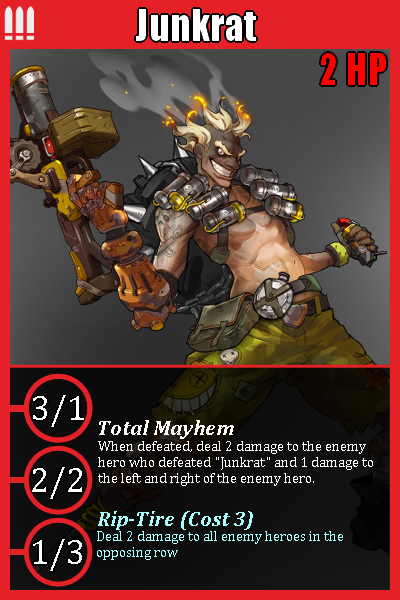 Junkrat
2 HP
3/1
2/2
1/3
Total Mayhem
When defeated, deal 2 damage to the enemy
hero who defeated "Junkrat" and 1 damage to
the left and right of the enemy hero.
Rip-Tire (Cost 3)
Deal 2 damage to all enemy heroes in the
opposing row